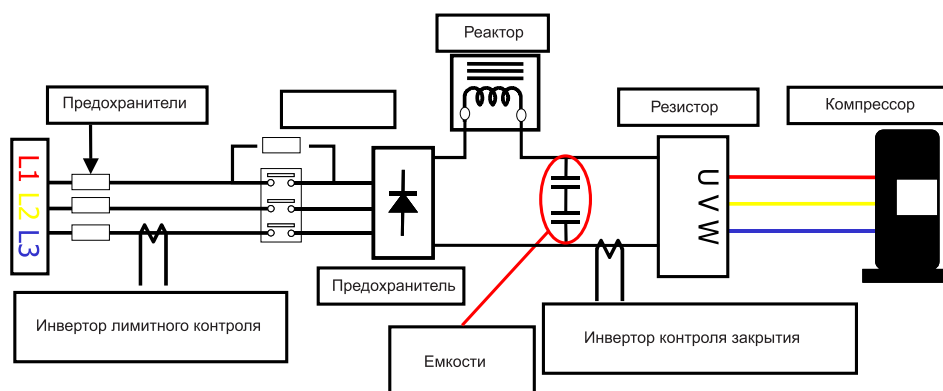 Реактор
Предохранители
Резистор
Компрессор
L1
L2
L3
U
V
W
Предохранитель
Инвертор лимитного контроля
Инвертор контроля закрытия
Емкости